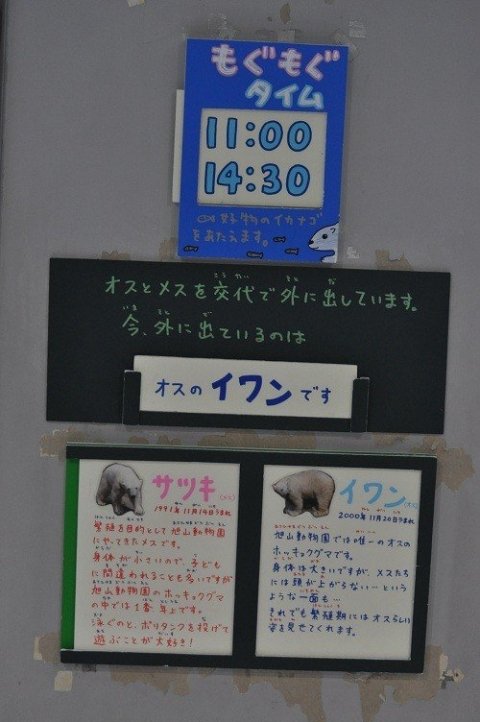 もぐもぐ
タイム
11:00
14:30
好物のイカナゴ
をあたえます。
オスとメスを交代で外に出しています。
今、外に出ているのは
オスの イワン です
サツキ(メス)
1991年 11月19日うまれ
繁殖を目的として旭山動物園
にやってきたメスです。
身体が小さいので、子ども
に間違われることも多いですが
旭山動物園のホッキョクグマ
の中では1番 年上です。
泳ぐのと、ポリタンクを投げて
遊ぶことが大好き!
イワン(オス)
2000年 11月20日うまれ
旭山動物園では唯一のオスの
ホッキョクグマです。
身体は大きいですが、メスたち
には頭が上がらない…という
ような一面も…
それでも繁殖期にはオスらしい
姿を見せてくれます。